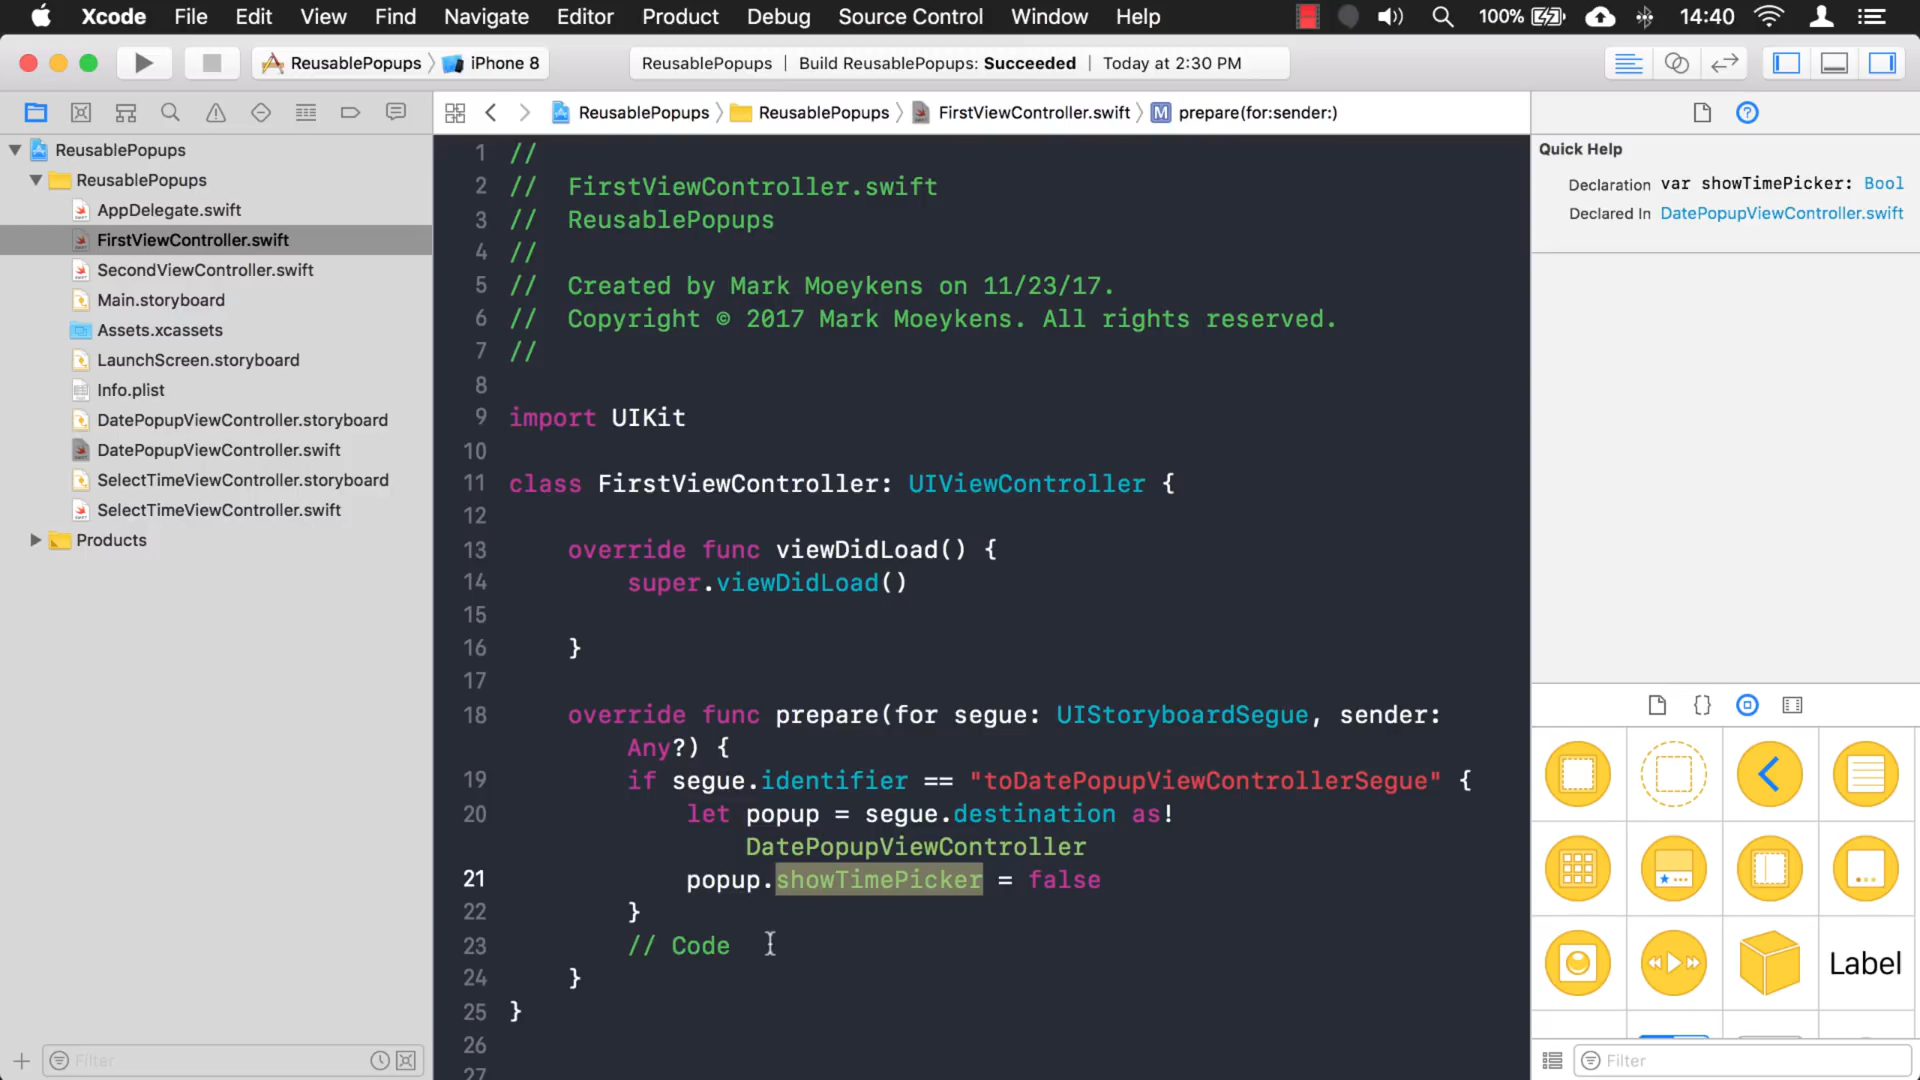 Xcode File Edit View Find Navigate Editor Product Debug Source Control Window Help 100% 14:40
ReusablePopups iPhone 8 ReusablePopups | Build ReusablePopups: Succeeded | Today at 2:30 PM
ReusablePopups ReusablePopups FirstViewController.swift M prepare(for:sender:)
ReusablePopups
ReusablePopups
AppDelegate.swift
FirstViewController.swift
SecondViewController.swift
Main.storyboard
Assets.xcassets
LaunchScreen.storyboard
Info.plist
DatePopupViewController.storyboard
DatePopupViewController.swift
SelectTimeViewController.storyboard
SelectTimeViewController.swift
Products
Filter
1 //
2 // FirstViewController.swift
3 // ReusablePopups
4 //
5 // Created by Mark Moeykens on 11/23/17.
6 // Copyright © 2017 Mark Moeykens. All rights reserved.
7 //
8
9 import UIKit
10
11 class FirstViewController: UIViewController {
12
13 override func viewDidLoad() {
14 super.viewDidLoad()
15
16 }
17
18 override func prepare(for segue: UIStoryboardSegue, sender:
Any?) {
19 if segue.identifier == "toDatePopupViewControllerSegue" {
20 let popup = segue.destination as!
DatePopupViewController
21 popup.showTimePicker = false
22 }
23 // Code
24 }
25 }
26
27
Quick Help
Declaration var showTimePicker: Bool
Declared In DatePopupViewController.swift
{}
Label
Filter